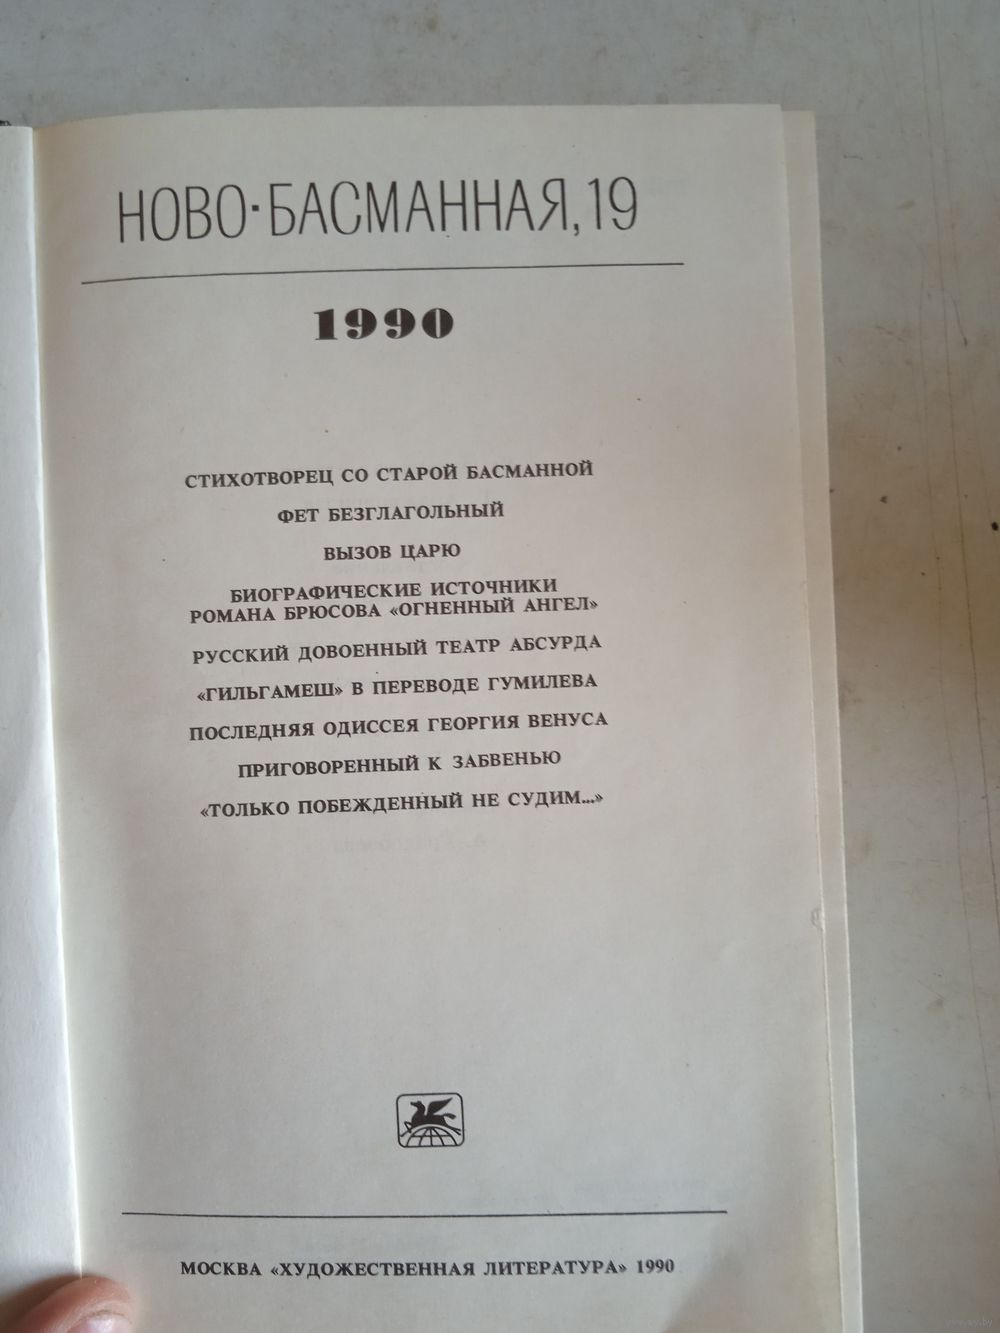 НОВО·БАСМАННАЯ, 19
1990
СТИХОТВОРЕЦ СО СТАРОЙ БАСМАННОЙ
ФЕТ БЕЗГЛАГОЛЬНЫЙ
ВЫЗОВ ЦАРЮ
БИОГРАФИЧЕСКИЕ ИСТОЧНИКИ
РОМАНА БРЮСОВА «ОГНЕННЫЙ АНГЕЛ»
РУССКИЙ ДОВОЕННЫЙ ТЕАТР АБСУРДА
«ГИЛЬГАМЕШ» В ПЕРЕВОДЕ ГУМИЛЕВА
ПОСЛЕДНЯЯ ОДИССЕЯ ГЕОРГИЯ ВЕНУСА
ПРИГОВОРЕННЫЙ К ЗАБВЕНЬЮ
«ТОЛЬКО ПОБЕЖДЕННЫЙ НЕ СУДИМ...»
МОСКВА «ХУДОЖЕСТВЕННАЯ ЛИТЕРАТУРА» 1990